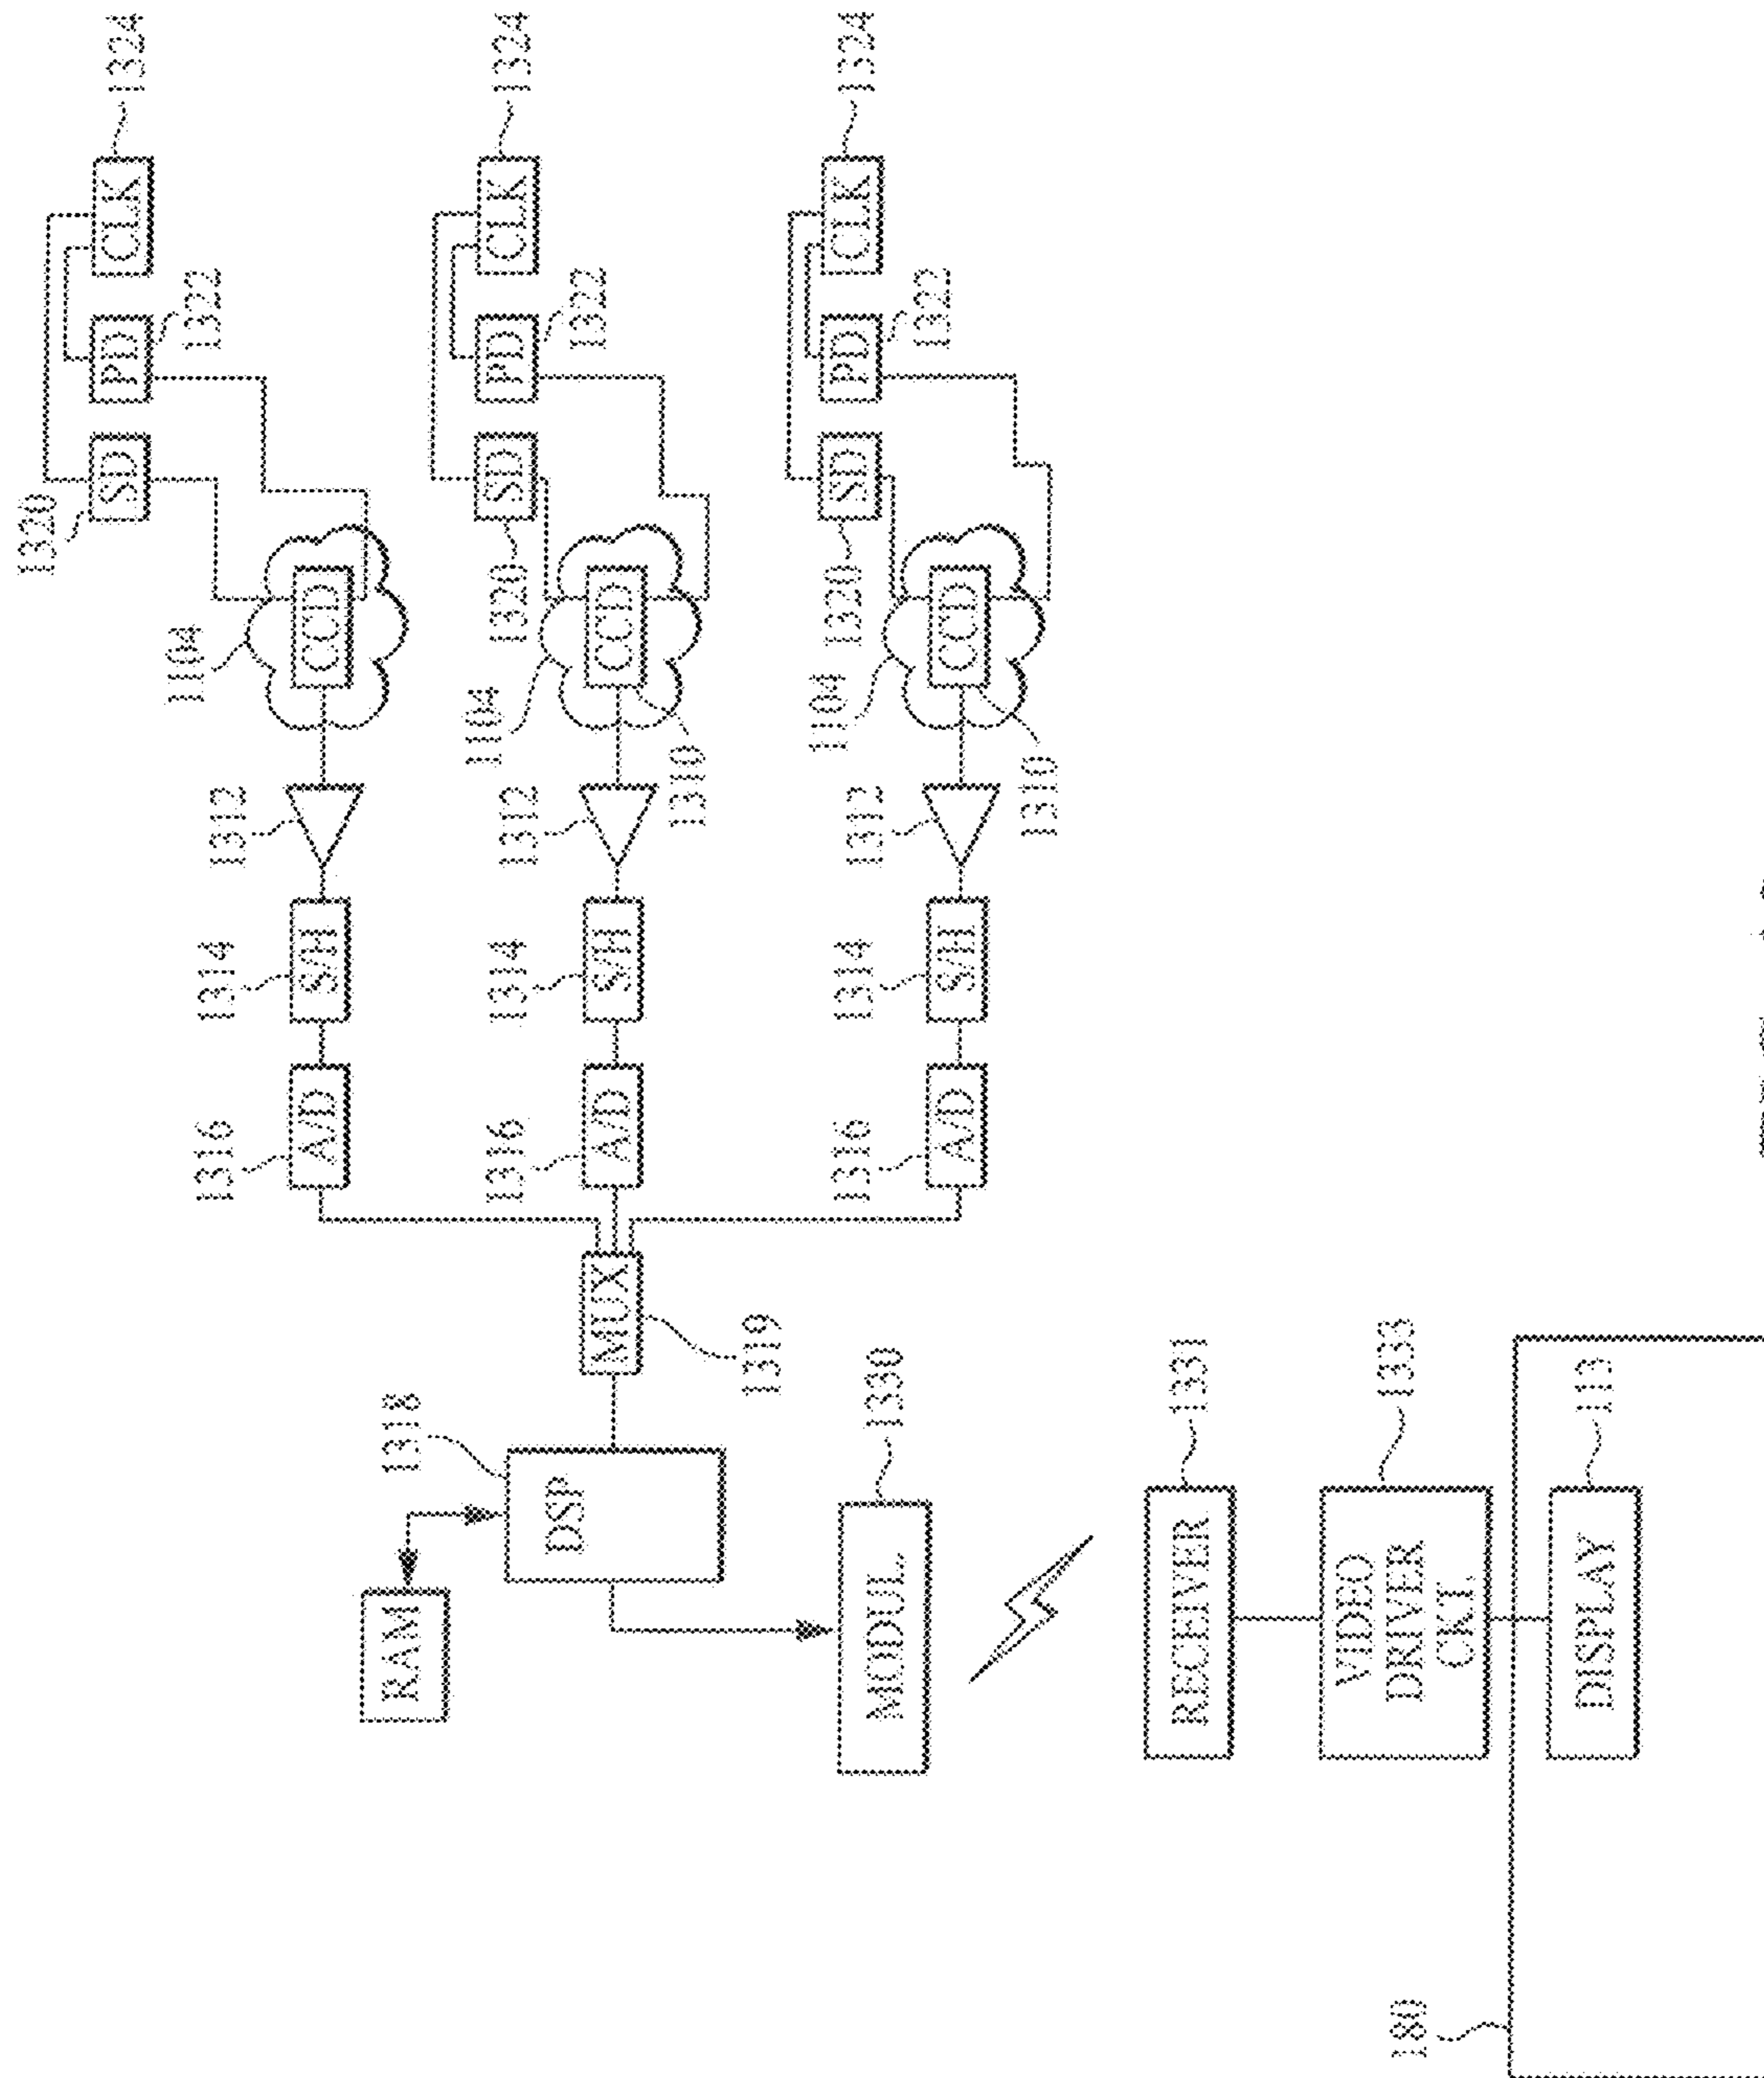 1320
SD
PD
1322
CLK
1324
1104
CCD
1312
1314
S/H
1316
A/D
1320
SD
PD
1322
CLK
1324
1104
CCD
1310
1312
1314
S/H
1316
A/D
1320
SD
PD
1322
CLK
1324
1104
CCD
1310
1312
1314
S/H
1316
A/D
MUX
1319
1318
DSP
RAM
1330
MODUL.
1331
RECEIVER
1333
VIDEO
DRIVER
CKT.
113
DISPLAY
180